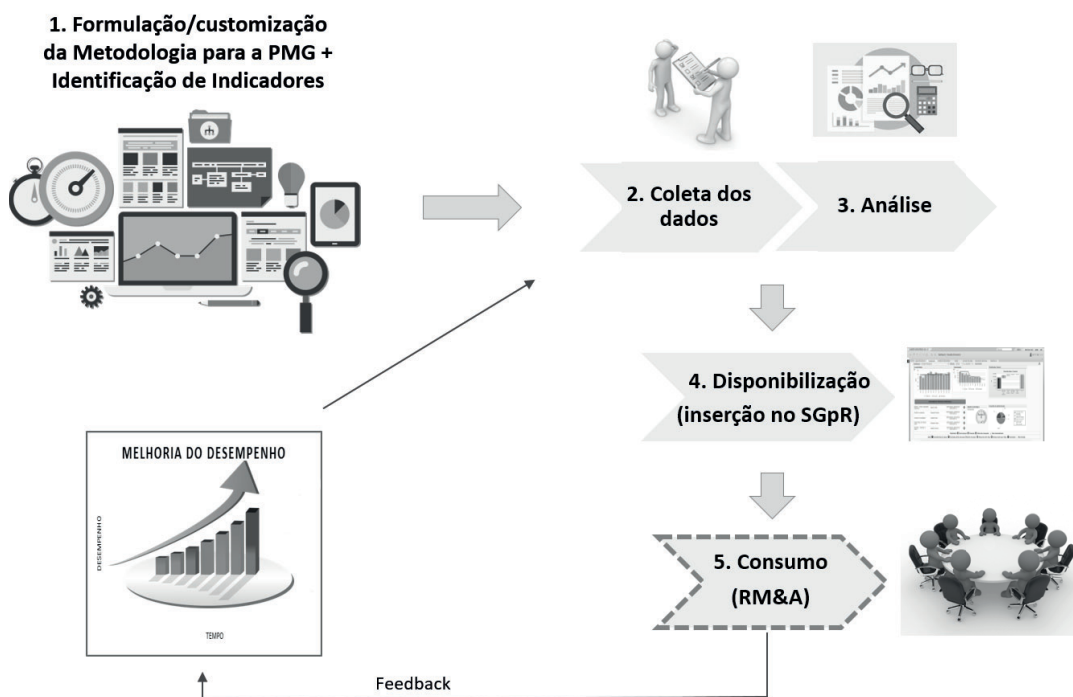 1. Formulação/customização
da Metodologia para a PMG +
Identificação de Indicadores
2. Coleta dos
dados
3. Análise
4. Disponibilização
(inserção no SGpR)
5. Consumo
(RM&A)
MELHORIA DO DESEMPENHO
DESEMPENHO
TEMPO
Feedback